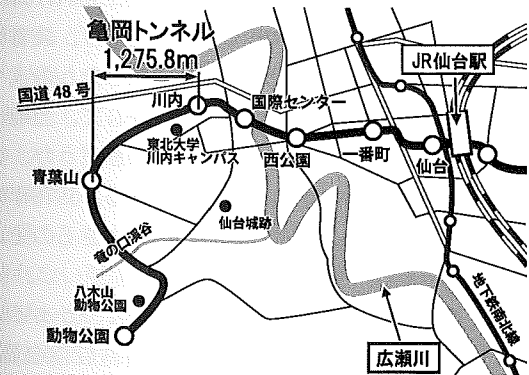 亀岡トンネル
1,275.8m
JR仙台駅
国道48号
川内
国際センター
東北大学
川内キャンパス
西公園
一番町
仙台
青葉山
仙台城跡
竜の口渓谷
八木山
動物公園
動物公園
地下鉄南北線
広瀬川